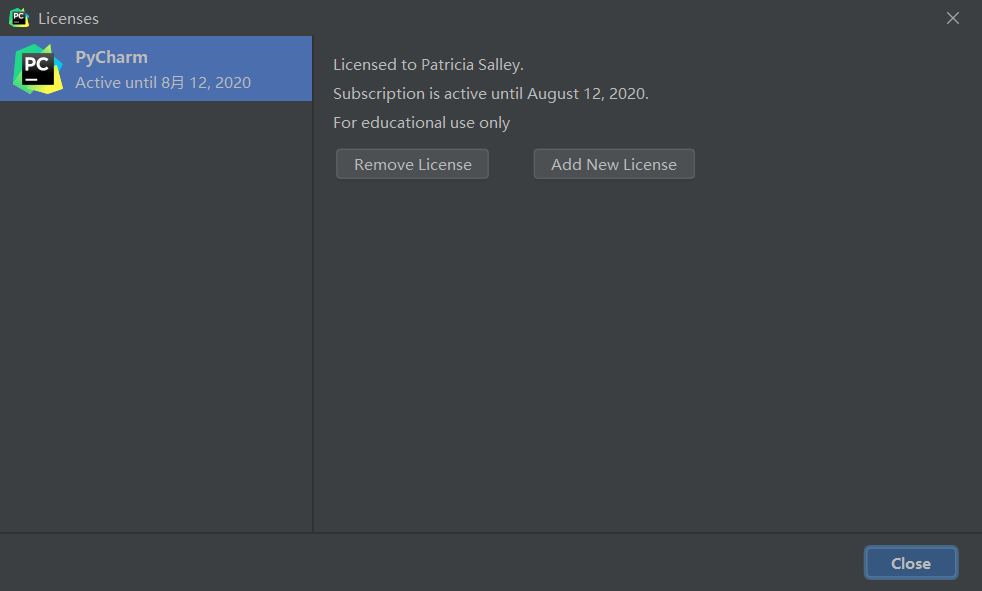 Licenses
PC
PyCharm
Active until 8月 12, 2020
Licensed to Patricia Salley.
Subscription is active until August 12, 2020.
For educational use only
Remove License
Add New License
Close